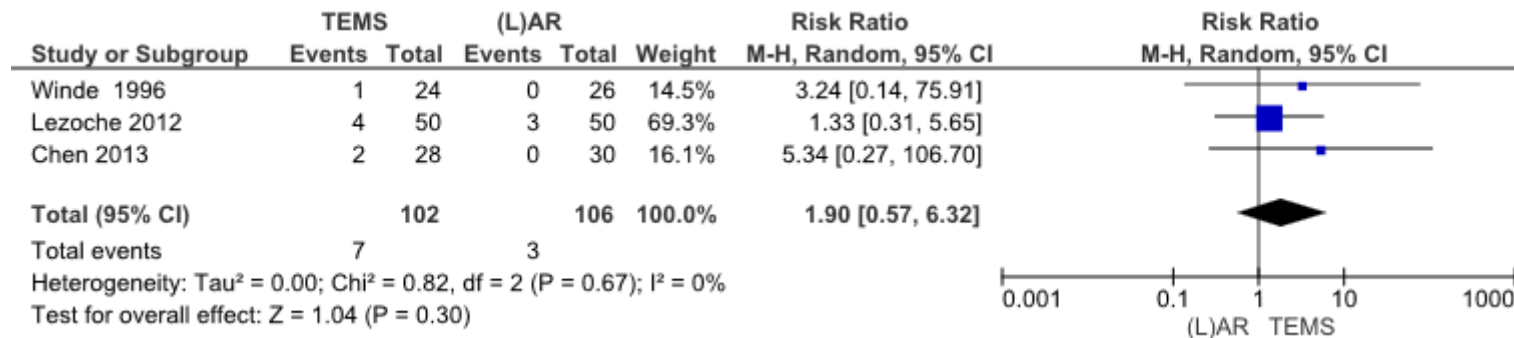 TEMS (L)AR Risk Ratio Risk Ratio
Study or Subgroup Events Total Events Total Weight M-H, Random, 95% CI M-H, Random, 95% CI
Winde 1996 1 24 0 26 14.5% 3.24 [0.14, 75.91]
Lezoche 2012 4 50 3 50 69.3% 1.33 [0.31, 5.65]
Chen 2013 2 28 0 30 16.1% 5.34 [0.27, 106.70]
Total (95% CI) 102 106 100.0% 1.90 [0.57, 6.32]
Total events 7 3
Heterogeneity: Tau² = 0.00; Chi² = 0.82, df = 2 (P = 0.67); I² = 0%
Test for overall effect: Z = 1.04 (P = 0.30)
0.001 0.1 1 10 1000
(L)AR TEMS